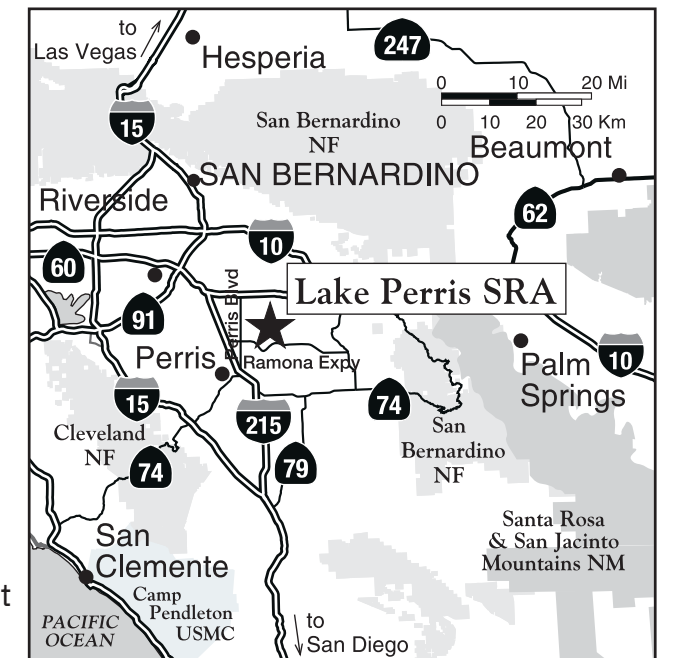 to
Las Vegas
Hesperia
247
0 10 20 Mi
0 10 20 30 Km
15
San Bernardino
NF
Beaumont
SAN BERNARDINO
Riverside
62
10
60
Lake Perris SRA
Perris Blvd
91
Ramona Expy
Perris
Palm
Springs
10
15
74
215
San
Bernardino
NF
Cleveland
NF
74
79
Santa Rosa
& San Jacinto
Mountains NM
San
Clemente
t
Camp
Pendleton
USMC
PACIFIC
OCEAN
to
San Diego